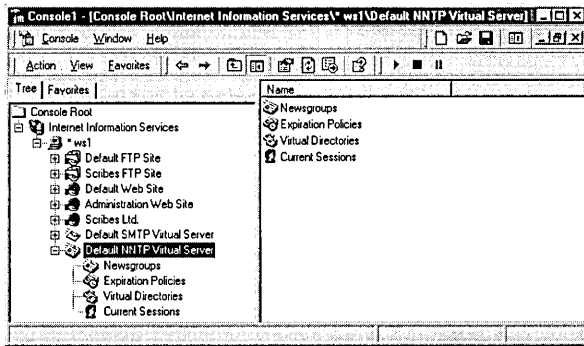 Console1 - [Console Root\Internet Information Services\* ws1\Default NNTP Virtual Server]
Console Window Help
Action View Favorites
Tree Favorites
Name
Console Root
Internet Information Services
* ws1
Default FTP Site
Scribes FTP Site
Default Web Site
Administration Web Site
Scribes Ltd.
Default SMTP Virtual Server
Default NNTP Virtual Server
Newsgroups
Expiration Policies
Virtual Directories
Current Sessions
Newsgroups
Expiration Policies
Virtual Directories
Current Sessions